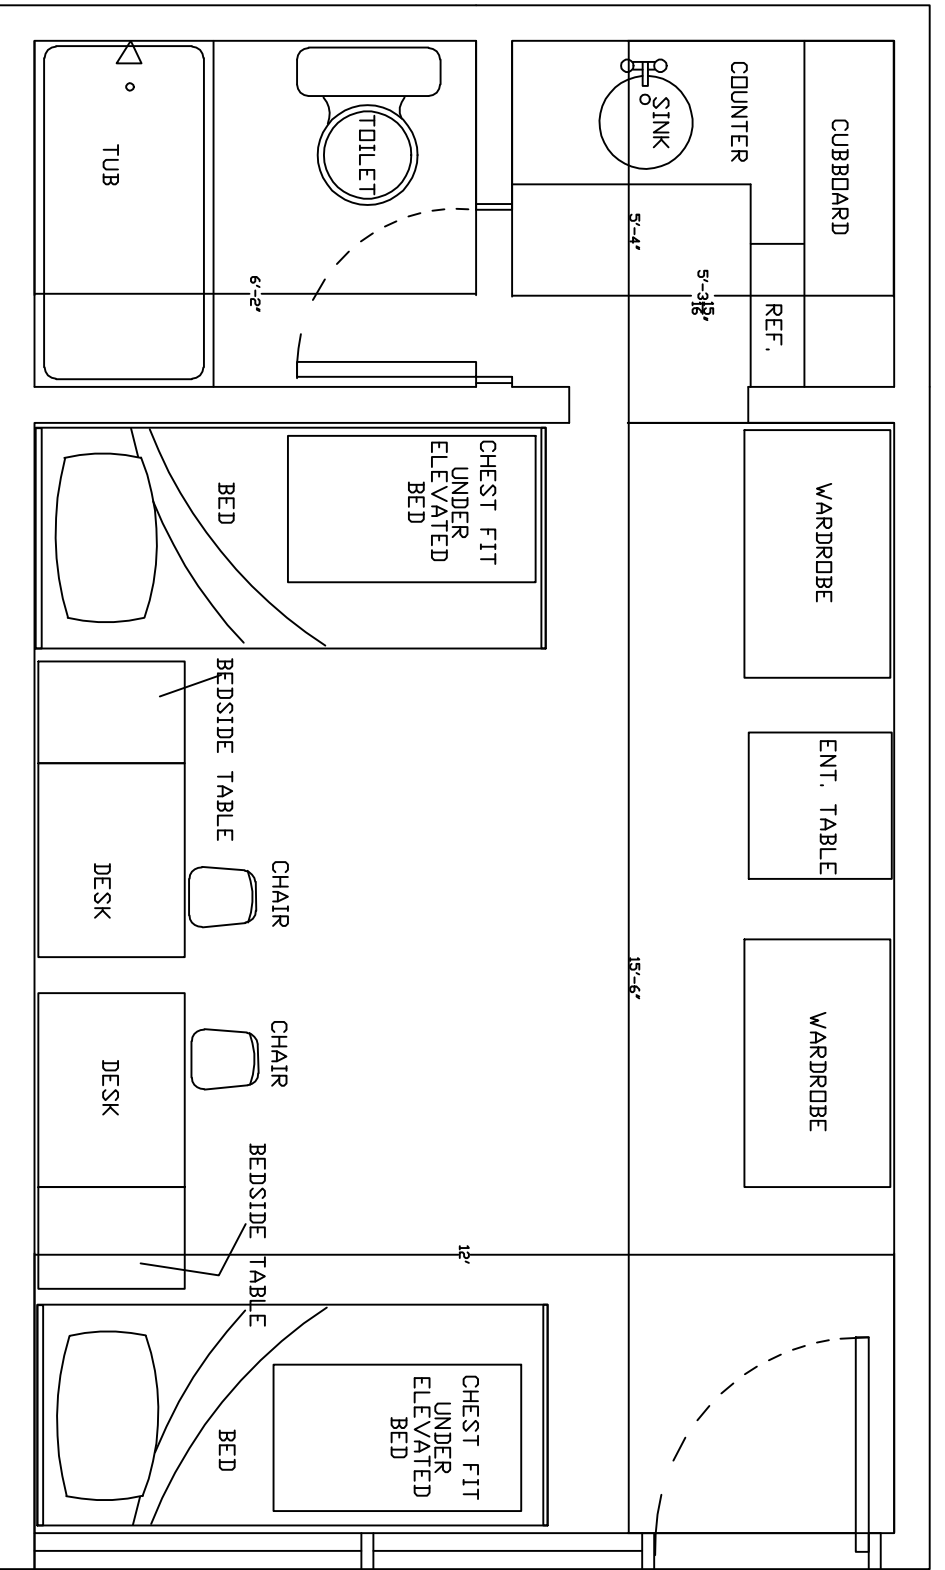 CUBBOARD
COUNTER
SINK
TOILET
TUB
5'-4"
6'-2"
REF.
WARDROBE
CHEST FIT
UNDER
ELEVATED
BED
BED
BEDSIDE TABLE
ENT. TABLE
CHAIR
DESK
15'-6"
WARDROBE
CHAIR
DESK
BEDSIDE TABLE
12'
CHEST FIT
UNDER
ELEVATED
BED
BED